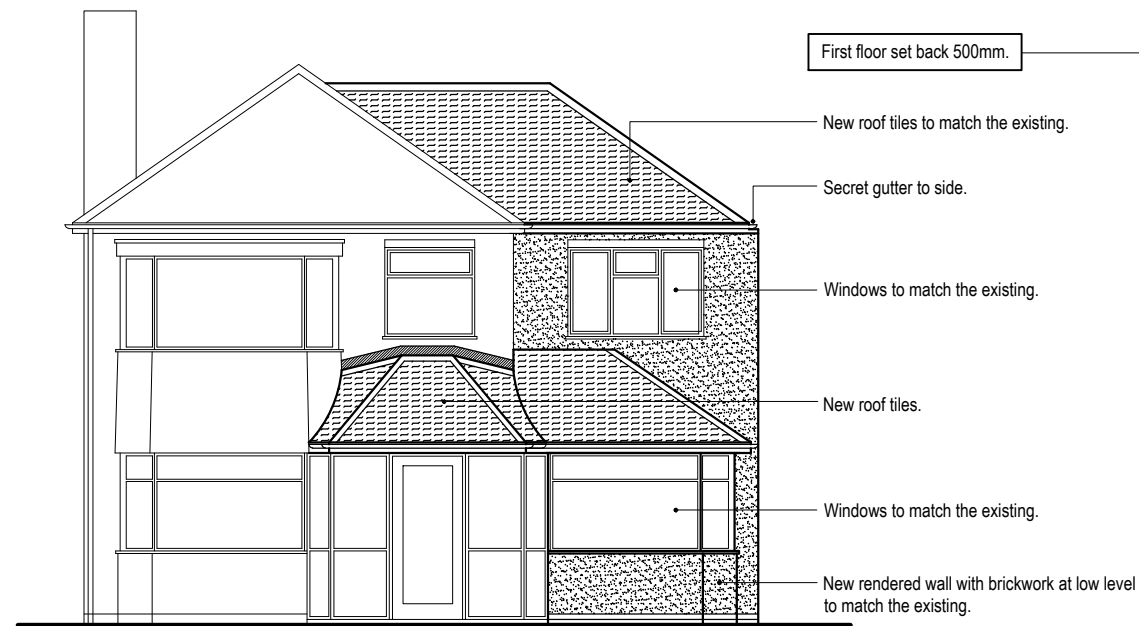 First floor set back 500mm.
New roof tiles to match the existing.
Secret gutter to side.
Windows to match the existing.
New roof tiles.
Windows to match the existing.
New rendered wall with brickwork at low level
to match the existing.